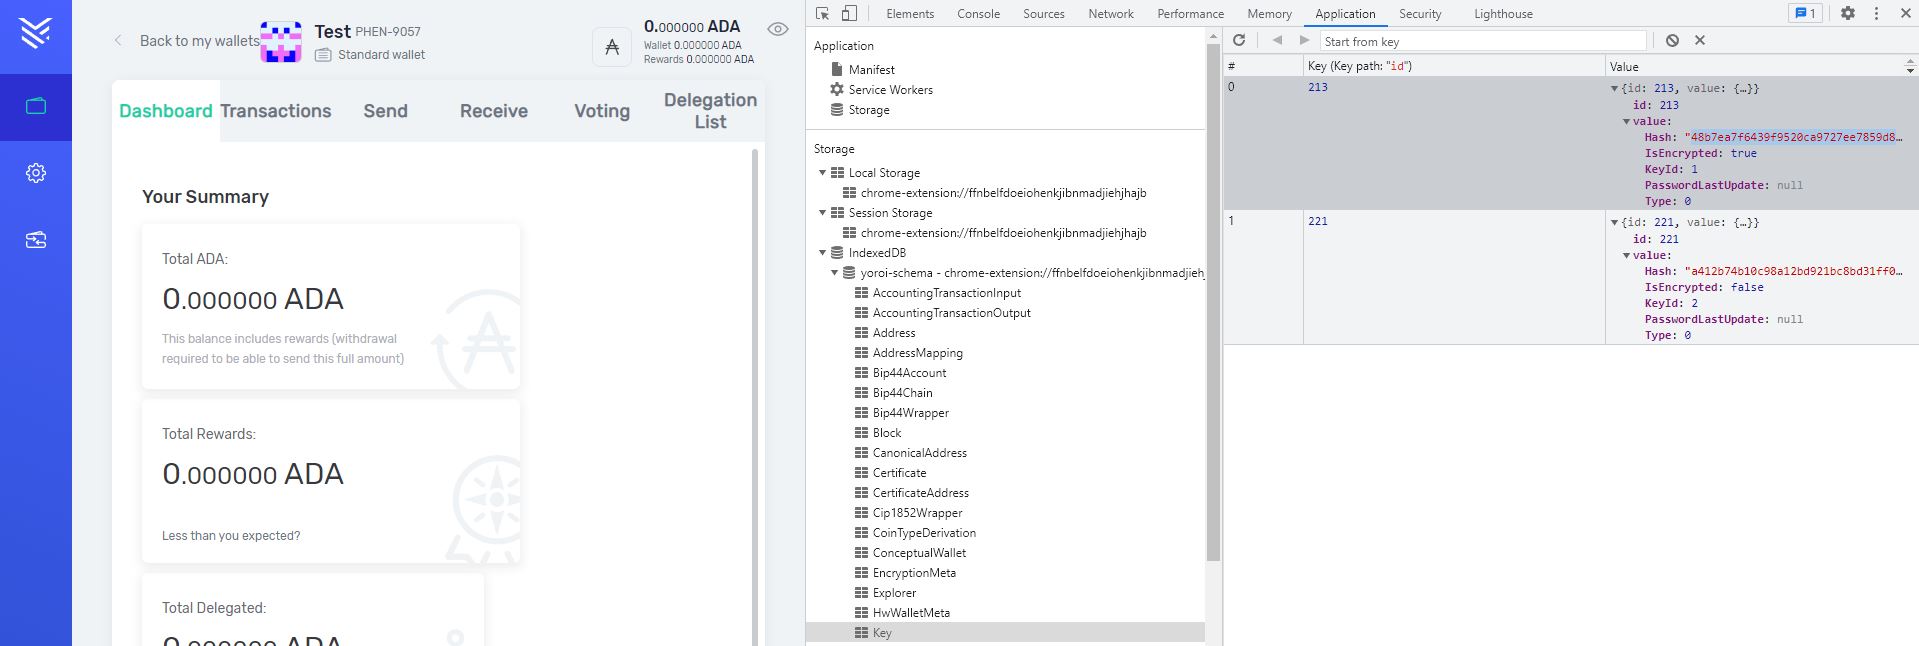 Back to my wallets
Test PHEN-9057
Standard wallet
0.000000 ADA
Wallet 0.000000 ADA
Rewards 0.000000 ADA
Dashboard
Transactions
Send
Receive
Voting
Delegation
List
Your Summary
Total ADA:
0.000000 ADA
This balance includes rewards (withdrawal
required to be able to send this full amount)
Total Rewards:
0.000000 ADA
Less than you expected?
Total Delegated:
0.000000 ADA
Elements Console Sources Network Performance Memory Application Security Lighthouse 1
Application
Manifest
Service Workers
Storage
Storage
Local Storage
chrome-extension://ffnbelfdoeiohenkjibnmadjiehjhajb
Session Storage
chrome-extension://ffnbelfdoeiohenkjibnmadjiehjhajb
IndexedDB
yoroi-schema - chrome-extension://ffnbelfdoeiohenkjibnmadjieh
AccountingTransactionInput
AccountingTransactionOutput
Address
AddressMapping
Bip44Account
Bip44Chain
Bip44Wrapper
Block
CanonicalAddress
Certificate
CertificateAddress
Cip1852Wrapper
CoinTypeDerivation
ConceptualWallet
EncryptionMeta
Explorer
HwWalletMeta
Key
Start from key
# Key (Key path: "id") Value
0 213 {id: 213, value: {…}}
id: 213
value:
Hash: "48b7ea7f6439f9520ca9727ee7859d8…
IsEncrypted: true
KeyId: 1
PasswordLastUpdate: null
Type: 0
1 221 {id: 221, value: {…}}
id: 221
value:
Hash: "a412b74b10c98a12bd921bc8bd31ff0…
IsEncrypted: false
KeyId: 2
PasswordLastUpdate: null
Type: 0